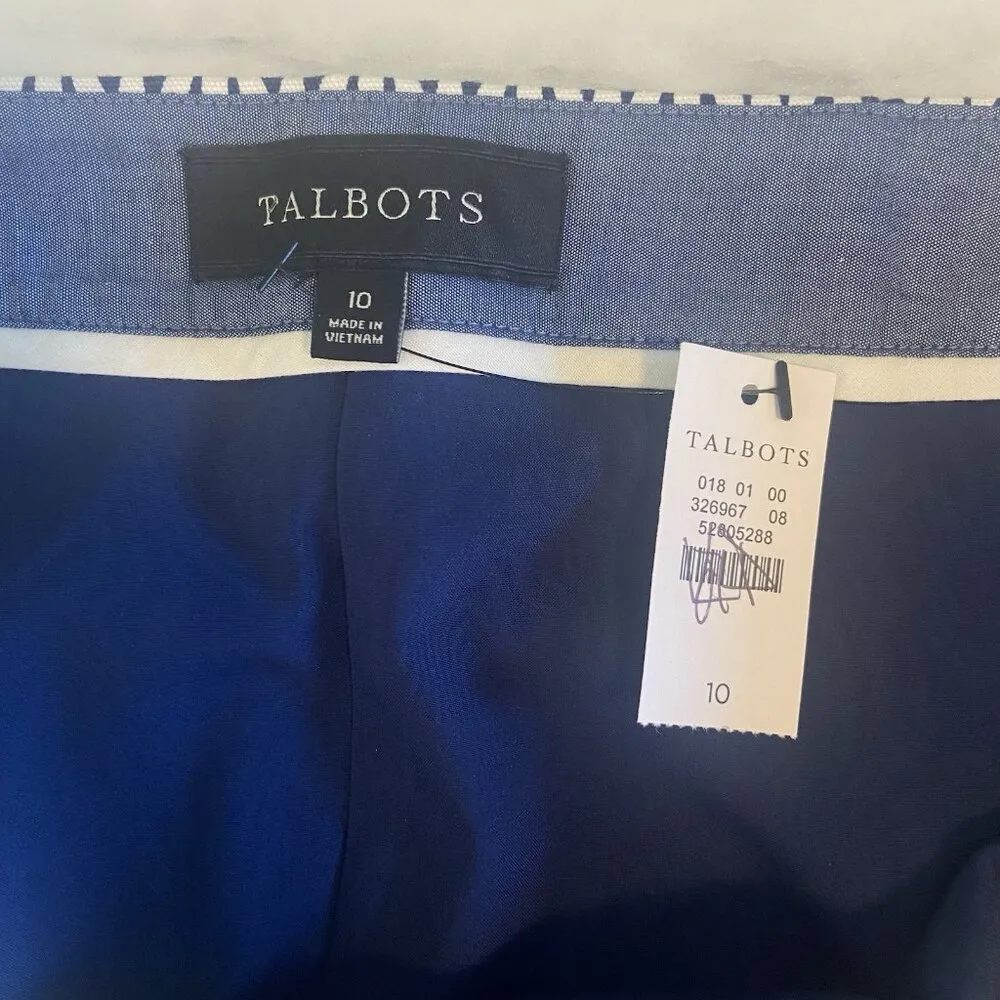 TALBOTS
10
MADE IN
VIETNAM
TALBOTS
018 01 00
326967 08
52805288
10